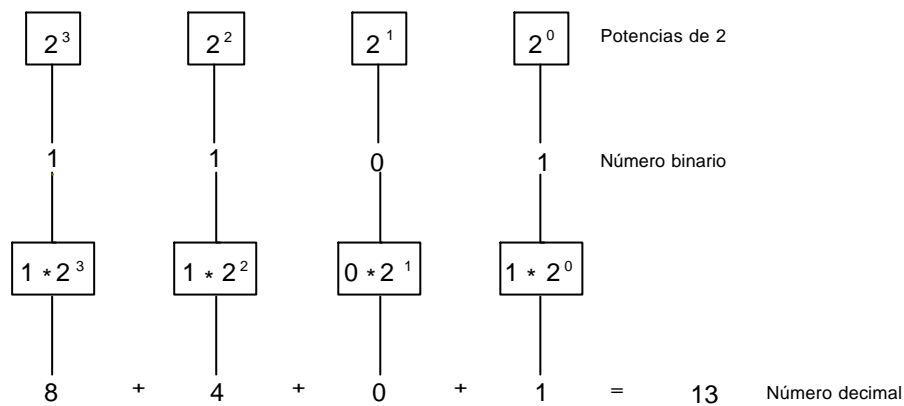 2³ 2² 2¹ 2⁰ Potencias de 2
1 1 0 1 Número binario
1 * 2³ 1 * 2² 0 * 2¹ 1 * 2⁰
8 + 4 + 0 + 1 = 13 Número decimal